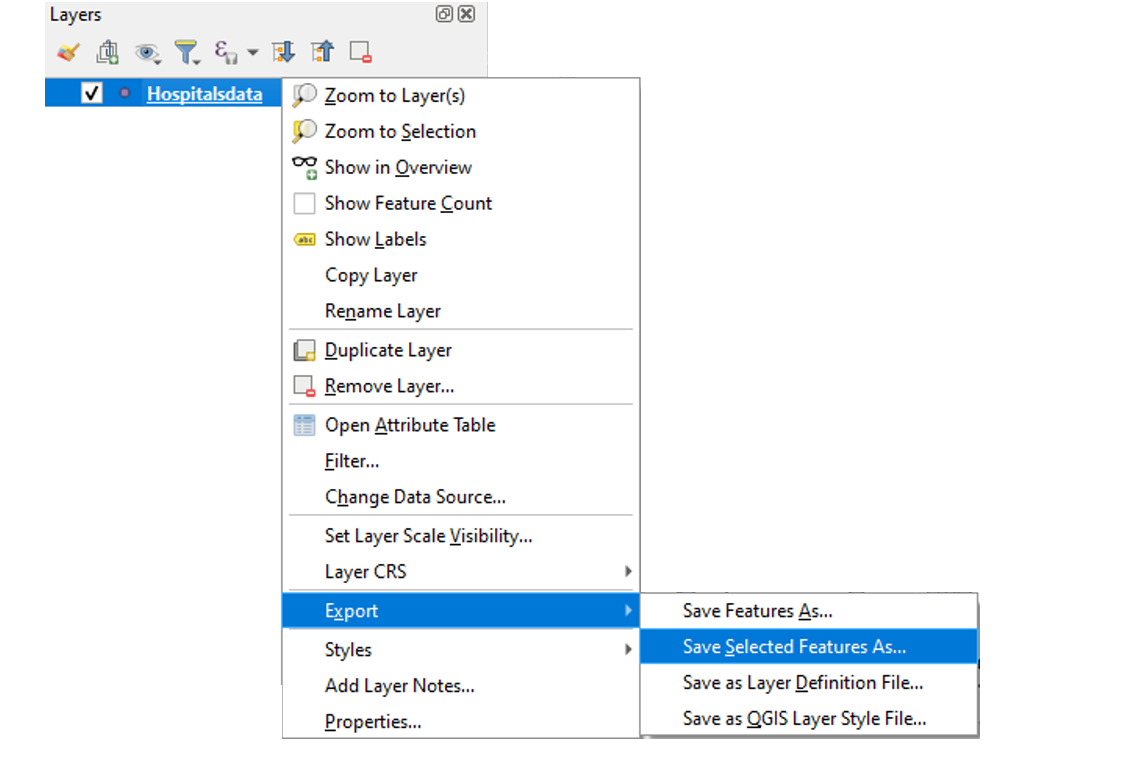 Layers
Hospitalsdata
Zoom to Layer(s)
Zoom to Selection
Show in Overview
Show Feature Count
abc Show Labels
Copy Layer
Rename Layer
Duplicate Layer
Remove Layer...
Open Attribute Table
Filter...
Change Data Source...
Set Layer Scale Visibility...
Layer CRS
Export
Save Features As...
Save Selected Features As...
Save as Layer Definition File...
Save as QGIS Layer Style File...
Styles
Add Layer Notes...
Properties...